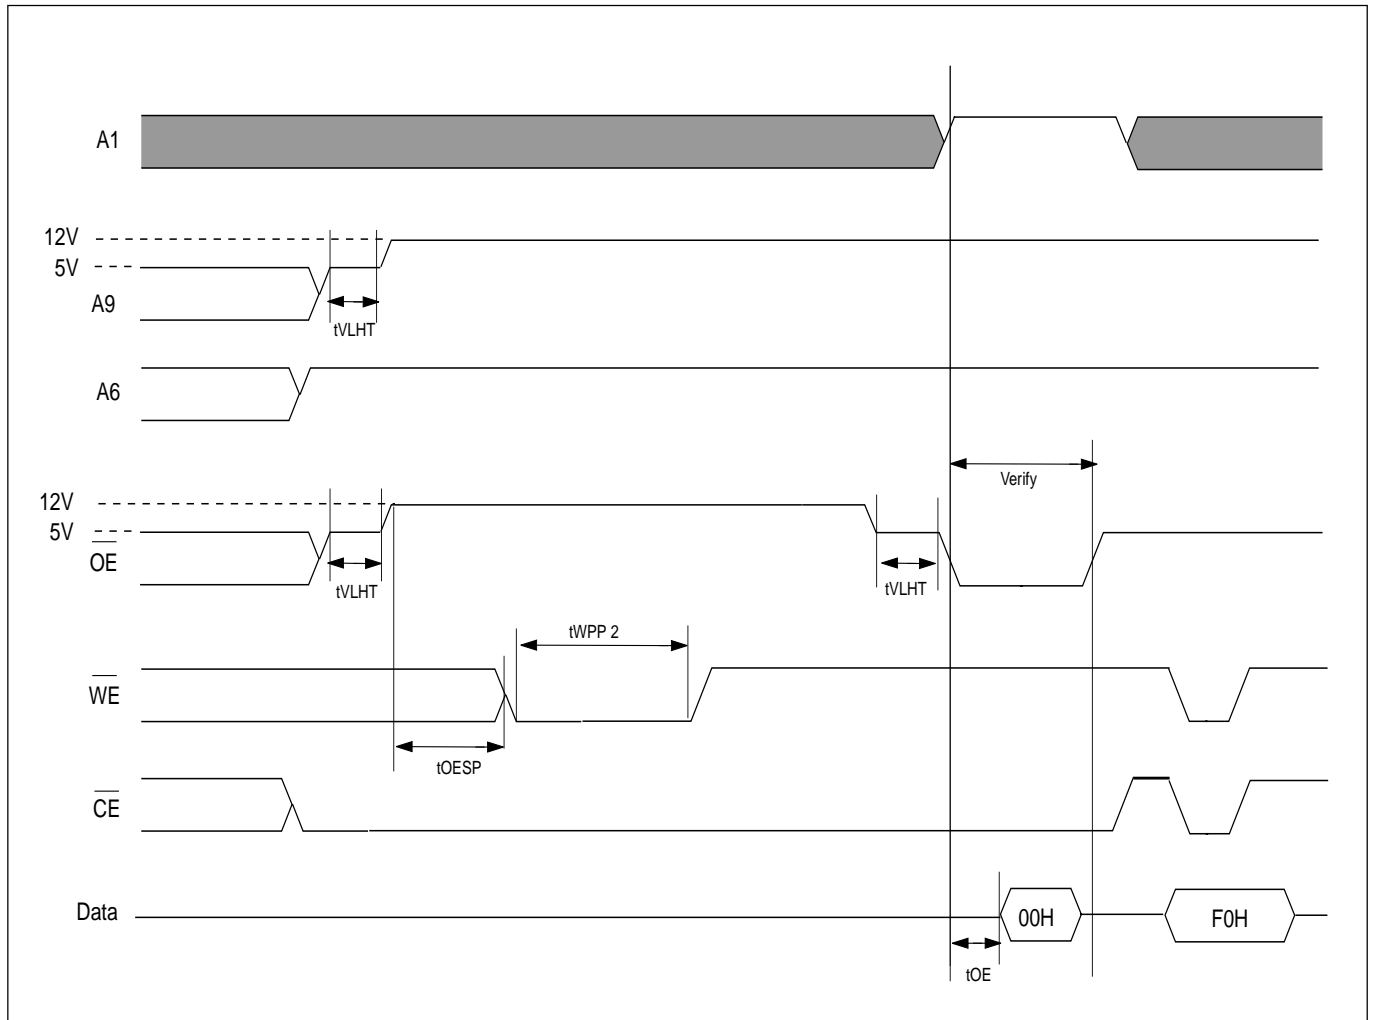 A1
12V
5V
A9
tVLHT
A6
Verify
12V
5V
OE
tVLHT
tVLHT
tWPP 2
WE
tOESP
CE
Data
00H
F0H
tOE